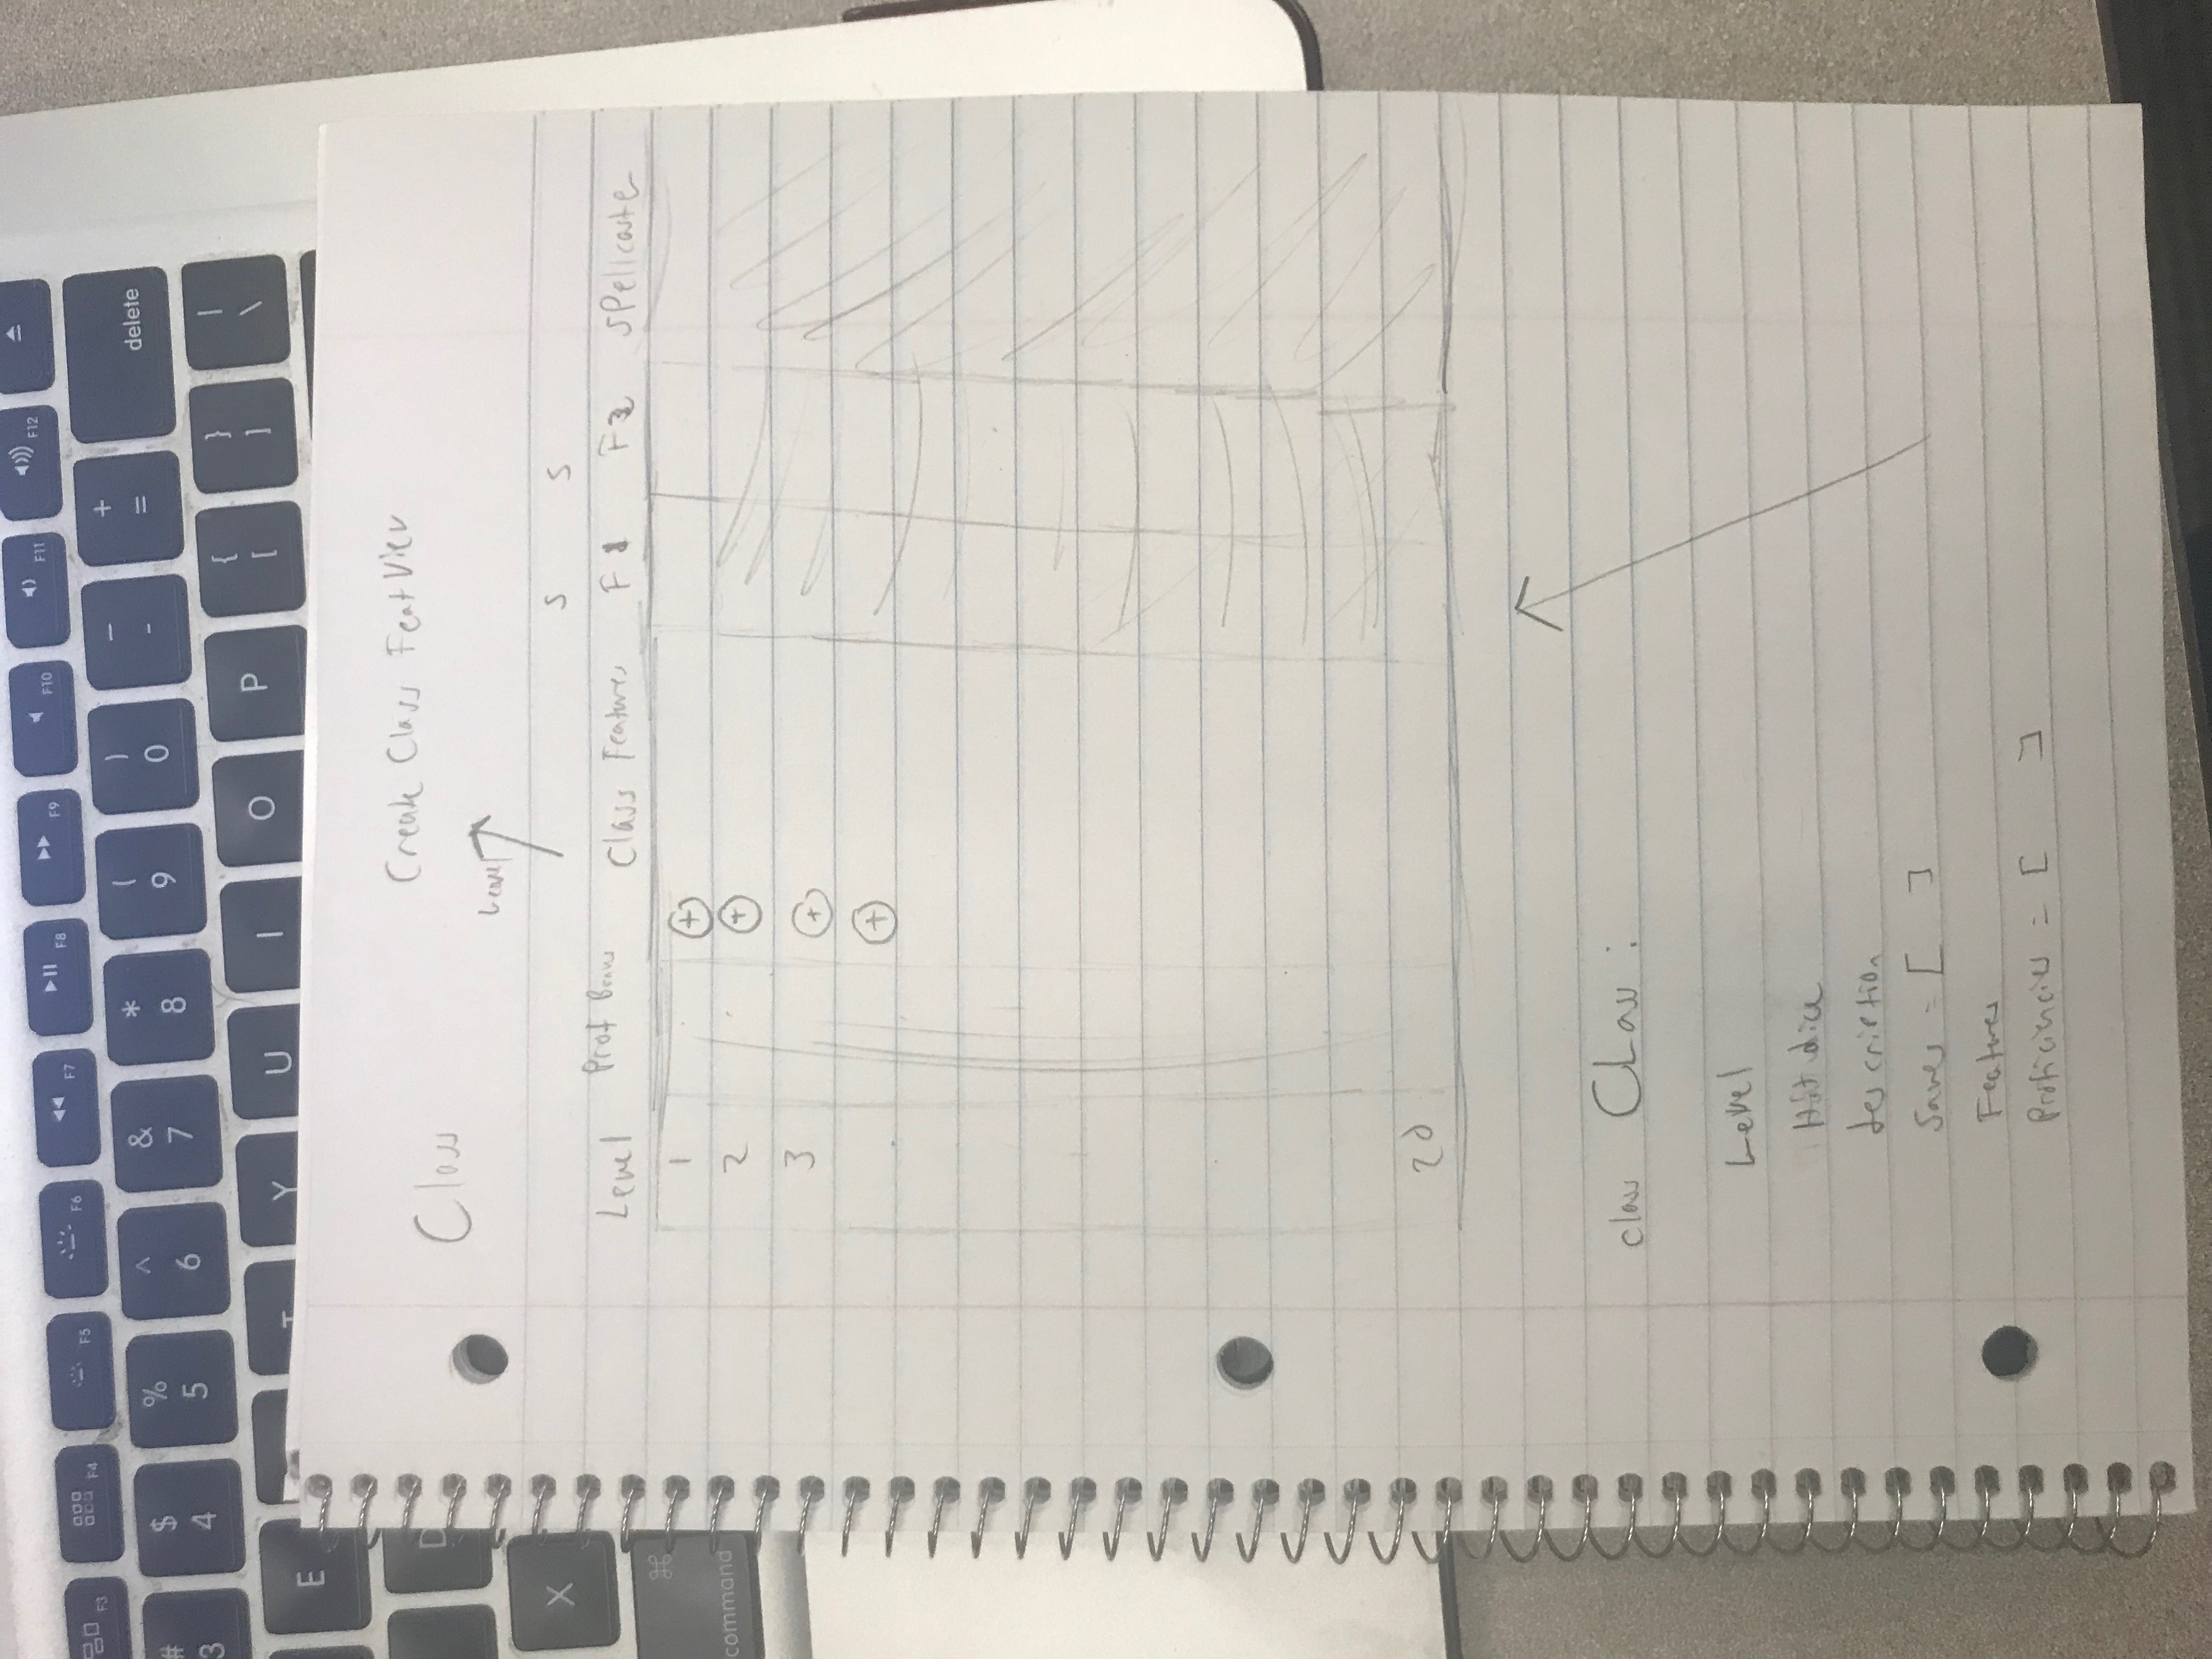 F3 F4 F5 F6 F7 F8 F9 F10 F11 F12
# $ % ^ & * ( ) _ +
3 4 5 6 7 8 9 0 - = delete
E Y U I O P { [ } ] | \
D
X
⌘
command
Create Class Feat View
Class
Level
S S
Level Prof Bonus Class Features F1 F2 Spellcaster
1 +
2 +
3 +
+
20
class CLass :
Level
Hit dice
description
Saves = [ ]
Features
Proficiencies = [ ]